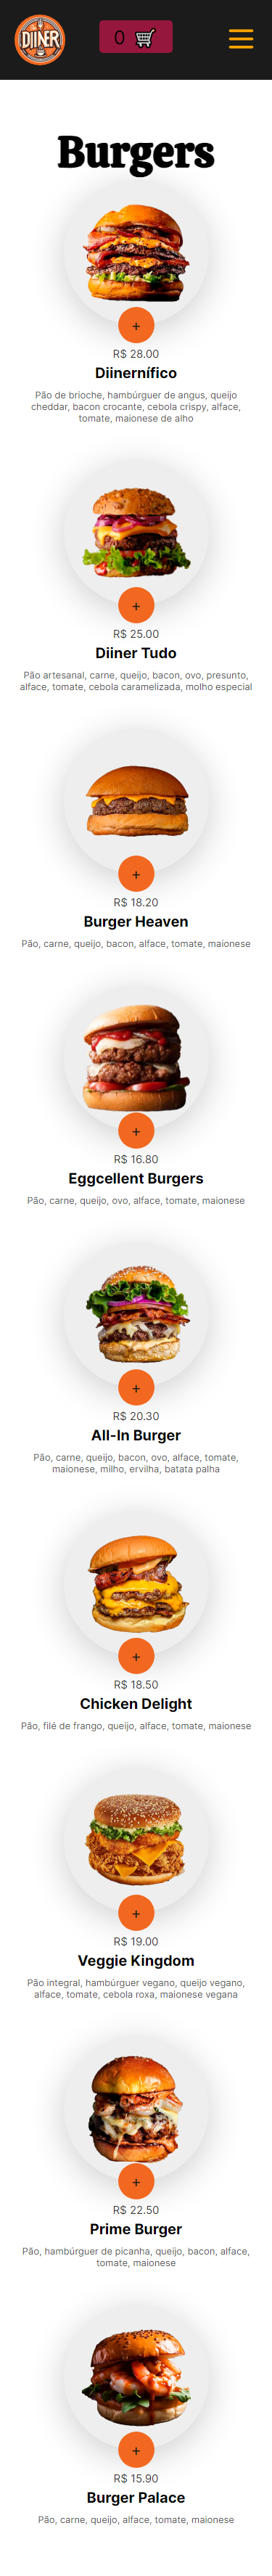 DIINER
0
Burgers
+
R$ 28.00
Diinernífico
Pão de brioche, hambúrguer de angus, queijo
cheddar, bacon crocante, cebola crispy, alface,
tomate, maionese de alho
+
R$ 25.00
Diiner Tudo
Pão artesanal, carne, queijo, bacon, ovo, presunto,
alface, tomate, cebola caramelizada, molho especial
+
R$ 18.20
Burger Heaven
Pão, carne, queijo, bacon, alface, tomate, maionese
+
R$ 16.80
Eggcellent Burgers
Pão, carne, queijo, ovo, alface, tomate, maionese
+
R$ 20.30
All-In Burger
Pão, carne, queijo, bacon, ovo, alface, tomate,
maionese, milho, ervilha, batata palha
+
R$ 18.50
Chicken Delight
Pão, filé de frango, queijo, alface, tomate, maionese
+
R$ 19.00
Veggie Kingdom
Pão integral, hambúrguer vegano, queijo vegano,
alface, tomate, cebola roxa, maionese vegana
+
R$ 22.50
Prime Burger
Pão, hambúrguer de picanha, queijo, bacon, alface,
tomate, maionese
+
R$ 15.90
Burger Palace
Pão, carne, queijo, alface, tomate, maionese